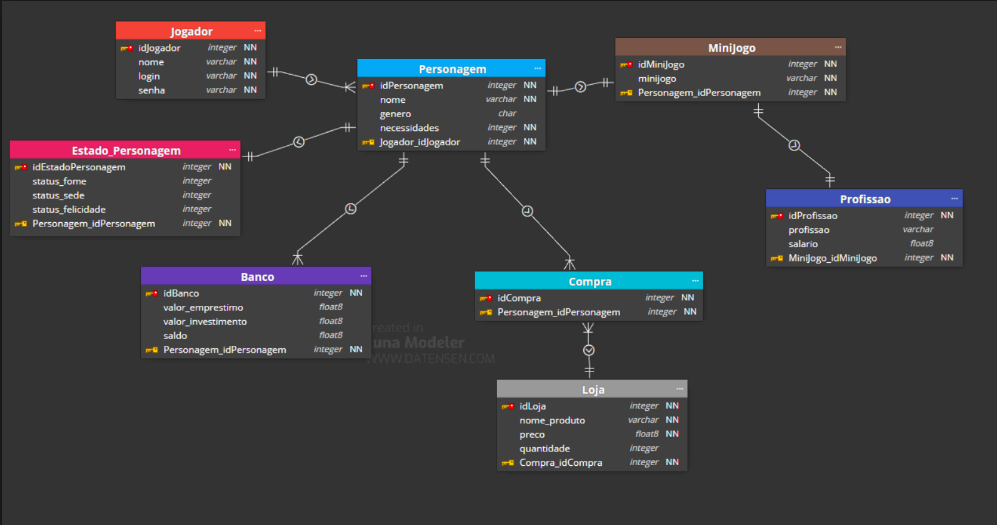 Jogador ...
idJogador integer NN
nome varchar NN
login varchar NN
senha varchar NN
Personagem ...
idPersonagem integer NN
nome varchar NN
genero char
necessidades integer NN
Jogador_idJogador integer NN
MiniJogo ...
idMiniJogo integer NN
minijogo varchar NN
Personagem_idPersonagem integer NN
Estado_Personagem ...
idEstadoPersonagem integer NN
status_fome integer
status_sede integer
status_felicidade integer
Personagem_idPersonagem integer NN
Profissao ...
idProfissao integer NN
profissao varchar
salario float8
MiniJogo_idMiniJogo integer NN
Banco ...
idBanco integer NN
valor_emprestimo float8
valor_investimento float8
saldo float8
Personagem_idPersonagem integer NN
Compra ...
idCompra integer NN
Personagem_idPersonagem integer NN
reated in
una Modeler
WWW.DATENSEN.COM
Loja ...
idLoja integer NN
nome_produto varchar NN
preco float8 NN
quantidade integer
Compra_idCompra integer NN